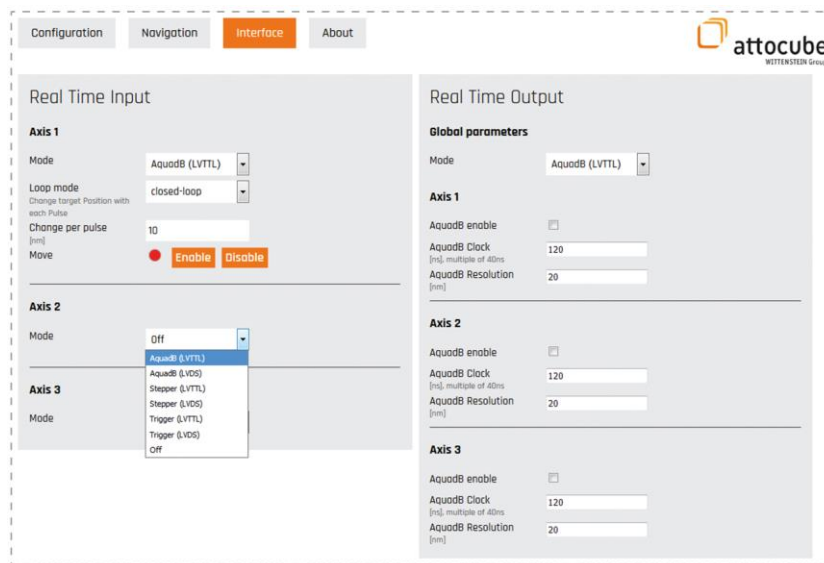 Configuration
Navigation
Interface
About
attocube
WITTENSTEIN Group
Real Time Input
Axis 1
Mode
AquadB (LVTTL)
Loop mode
closed-loop
Change target Position with
each Pulse
Change per pulse
10
[nm]
Move
Enable
Disable
Axis 2
Mode
Off
AquadB (LVTTL)
AquadB (LVDS)
Stepper (LVTTL)
Stepper (LVDS)
Trigger (LVTTL)
Trigger (LVDS)
Off
Axis 3
Mode
Real Time Output
Global parameters
Mode
AquadB (LVTTL)
Axis 1
AquadB enable
AquadB Clock
120
[ns], multiple of 40ns
AquadB Resolution
20
[nm]
Axis 2
AquadB enable
AquadB Clock
120
[ns], multiple of 40ns
AquadB Resolution
20
[nm]
Axis 3
AquadB enable
AquadB Clock
120
[ns], multiple of 40ns
AquadB Resolution
20
[nm]